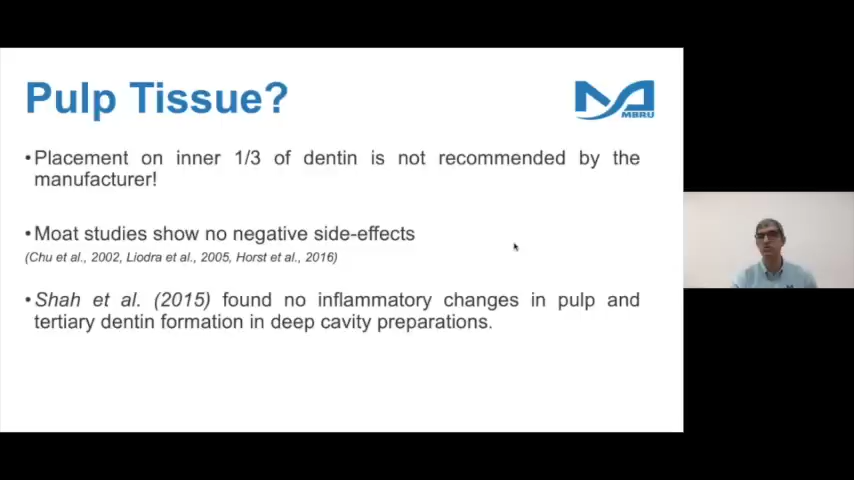 Pulp Tissue?
MBRU
•Placement on inner 1/3 of dentin is not recommended by the
manufacturer!
•Moat studies show no negative side-effects
(Chu et al., 2002, Liodra et al., 2005, Horst et al., 2016)
•Shah et al. (2015) found no inflammatory changes in pulp and
tertiary dentin formation in deep cavity preparations.